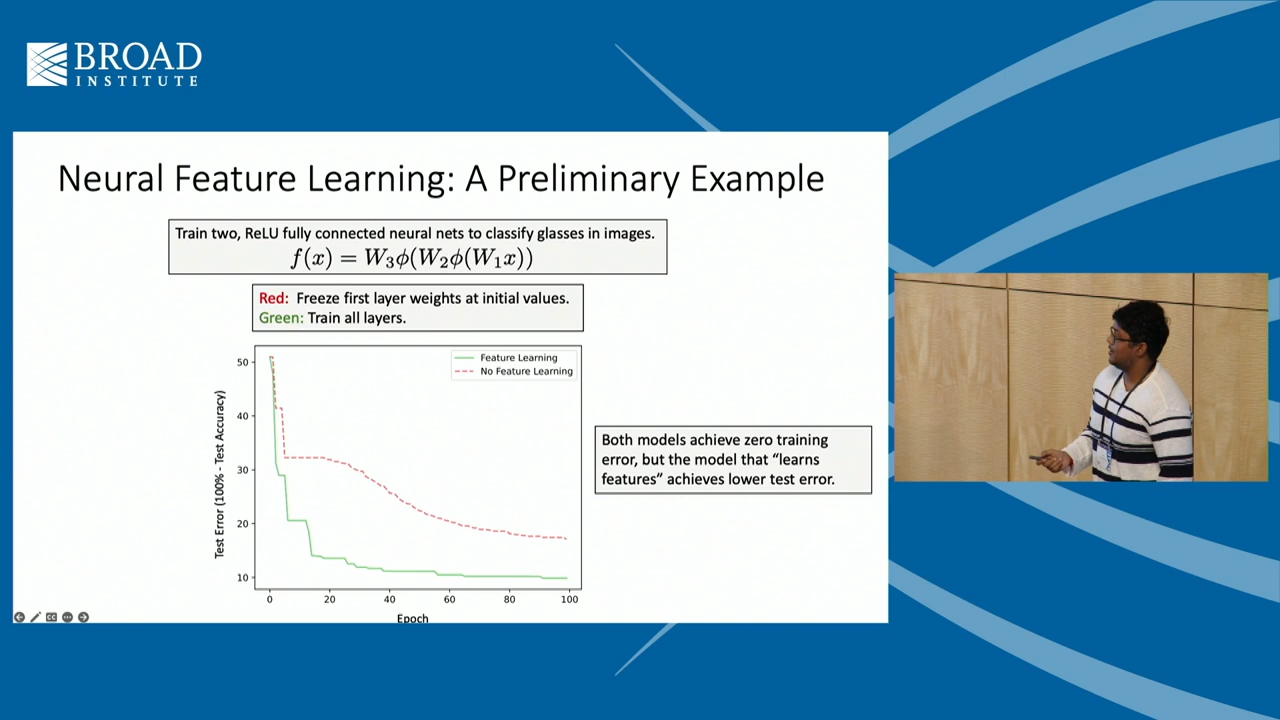 BROAD
INSTITUTE
Neural Feature Learning: A Preliminary Example
Train two, ReLU fully connected neural nets to classify glasses in images.
f(x) = W₃ϕ(W₂ϕ(W₁x))
Red: Freeze first layer weights at initial values.
Green: Train all layers.
Feature Learning
No Feature Learning
Test Error (100% - Test Accuracy)
50
40
30
20
10
0 20 40 60 80 100
Epoch
Both models achieve zero training
error, but the model that “learns
features” achieves lower test error.